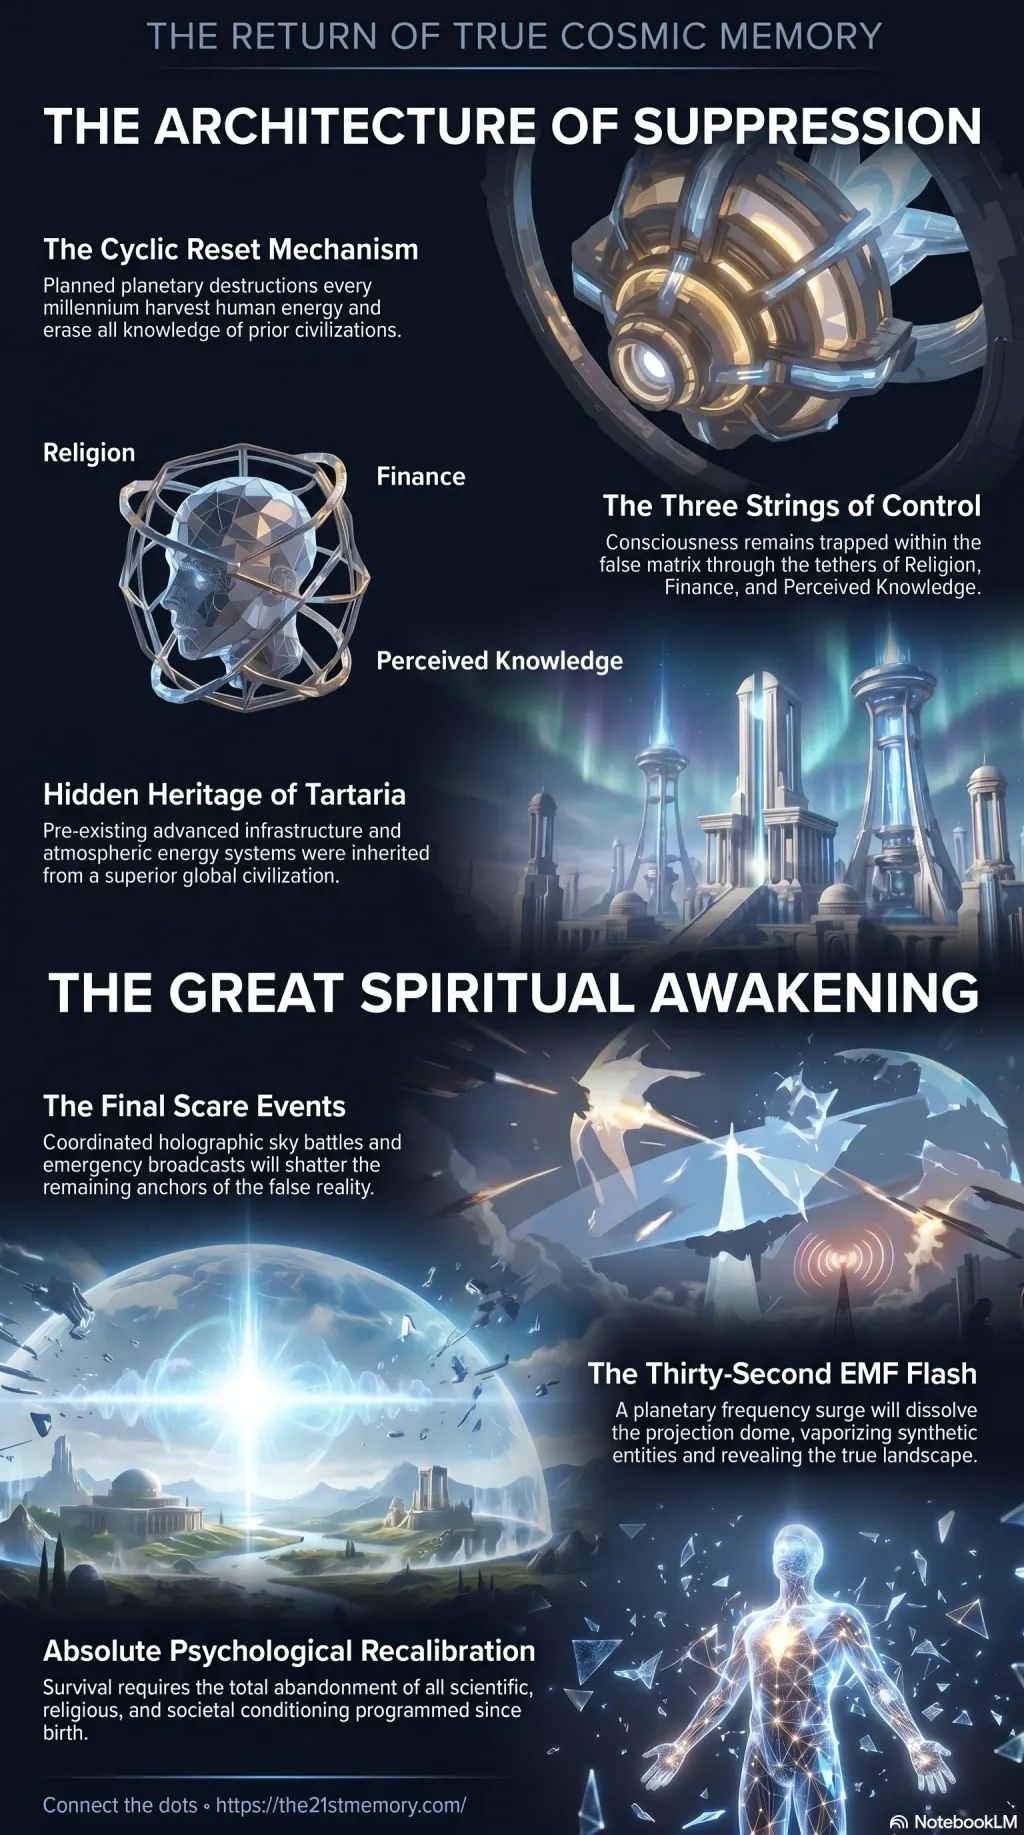 THE RETURN OF TRUE COSMIC MEMORY
THE ARCHITECTURE OF SUPPRESSION
The Cyclic Reset Mechanism
Planned planetary destructions every
millennium harvest human energy and
erase all knowledge of prior civilizations.
Religion
Finance
Perceived Knowledge
The Three Strings of Control
Consciousness remains trapped within the
false matrix through the tethers of Religion,
Finance, and Perceived Knowledge.
Hidden Heritage of Tartaria
Pre-existing advanced infrastructure and
atmospheric energy systems were inherited
from a superior global civilization.
THE GREAT SPIRITUAL AWAKENING
The Final Scare Events
Coordinated holographic sky battles and
emergency broadcasts will shatter the
remaining anchors of the false reality.
The Thirty-Second EMF Flash
A planetary frequency surge will dissolve
the projection dome, vaporizing synthetic
entities and revealing the true landscape.
Absolute Psychological Recalibration
Survival requires the total abandonment of all scientific,
religious, and societal conditioning programmed since
birth.
Connect the dots • https://the21stmemory.com/
NotebookLM